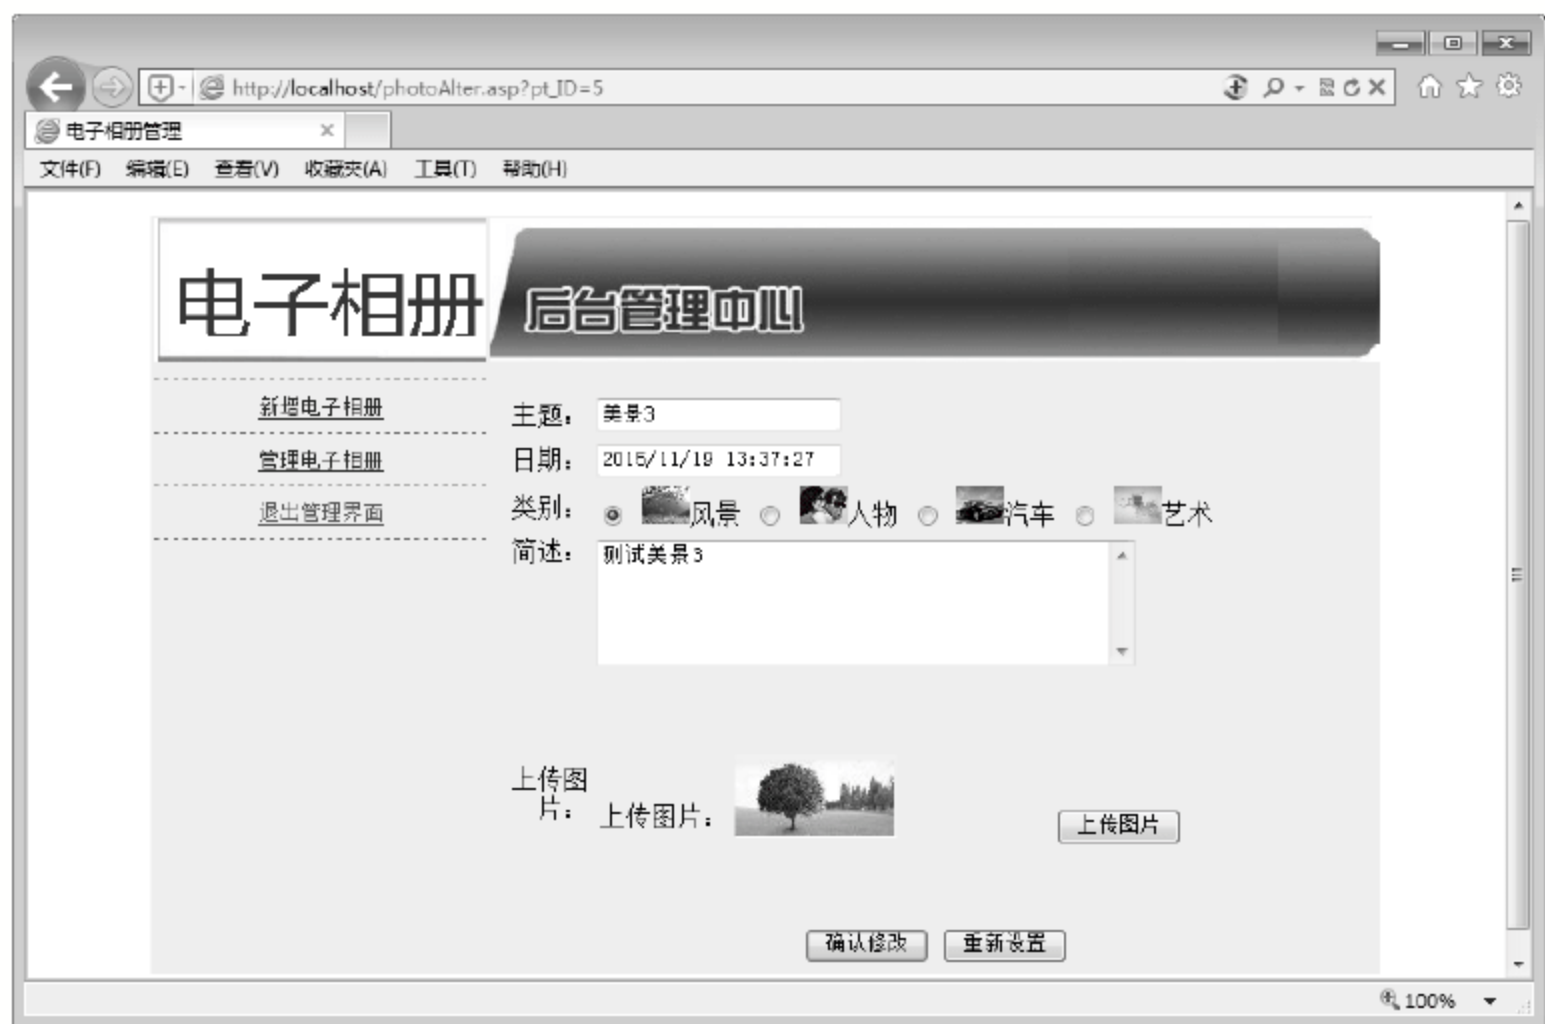 http://localhost/photoAlter.asp?pt_ID=5
电子相册管理
文件(F) 编辑(E) 查看(V) 收藏夹(A) 工具(T) 帮助(H)
电子相册 后台管理中心
新增电子相册
管理电子相册
退出管理界面
主题： 美景3
日期： 2015/11/19 13:37:27
类别： 风景 人物 汽车 艺术
简述： 测试美景3
上传图
片： 上传图片： 上传图片
确认修改 重新设置
100%